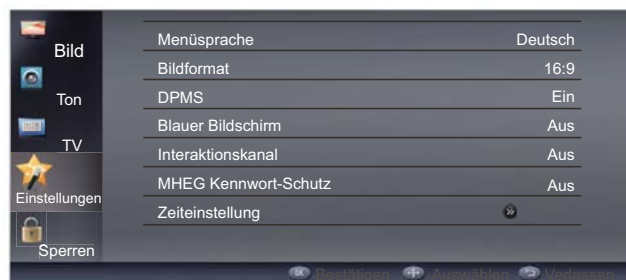 Bild
Ton
TV
Einstellungen
Sperren
Menüsprache Deutsch
Bildformat 16:9
DPMS Ein
Blauer Bildschirm Aus
Interaktionskanal Aus
MHEG Kennwort-Schutz Aus
Zeiteinstellung
OK Bestätigen Auswählen Verlassen